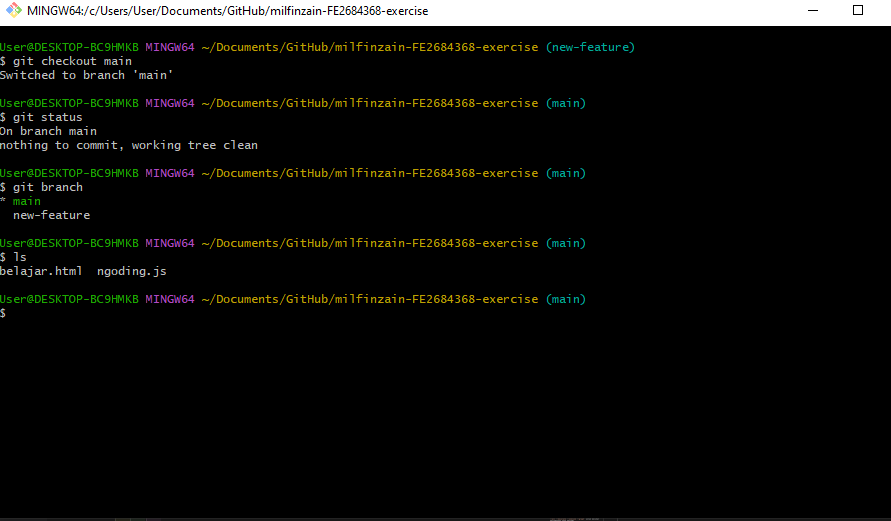 MINGW64:/c/Users/User/Documents/GitHub/milfinzain-FE2684368-exercise
User@DESKTOP-BC9HMKB MINGW64 ~/Documents/GitHub/milfinzain-FE2684368-exercise (new-feature)
$ git checkout main
Switched to branch 'main'
User@DESKTOP-BC9HMKB MINGW64 ~/Documents/GitHub/milfinzain-FE2684368-exercise (main)
$ git status
On branch main
nothing to commit, working tree clean
User@DESKTOP-BC9HMKB MINGW64 ~/Documents/GitHub/milfinzain-FE2684368-exercise (main)
$ git branch
* main
  new-feature
User@DESKTOP-BC9HMKB MINGW64 ~/Documents/GitHub/milfinzain-FE2684368-exercise (main)
$ ls
belajar.html  ngoding.js
User@DESKTOP-BC9HMKB MINGW64 ~/Documents/GitHub/milfinzain-FE2684368-exercise (main)
$